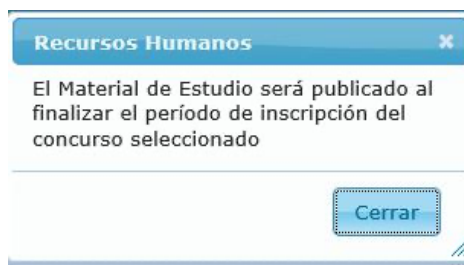 Recursos Humanos
El Material de Estudio será publicado al
finalizar el período de inscripción del
concurso seleccionado
Cerrar